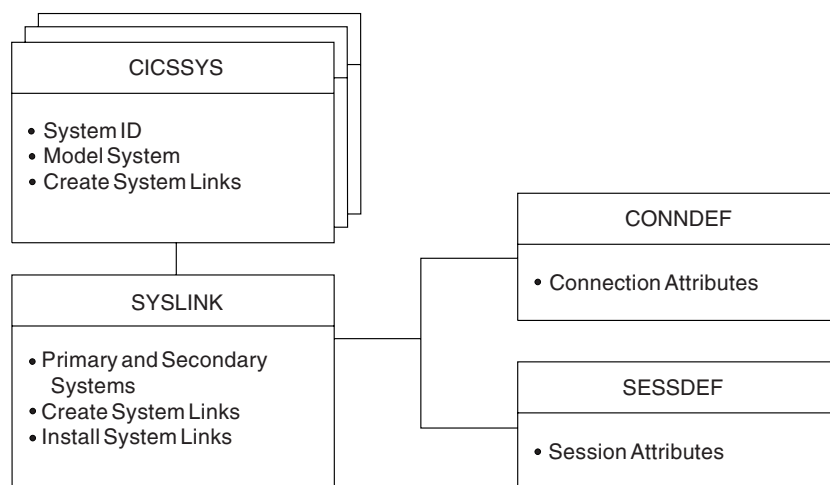 CICSSYS
• System ID
• Model System
• Create System Links
SYSLINK
• Primary and Secondary
Systems
• Create System Links
• Install System Links
CONNDEF
• Connection Attributes
SESSDEF
• Session Attributes